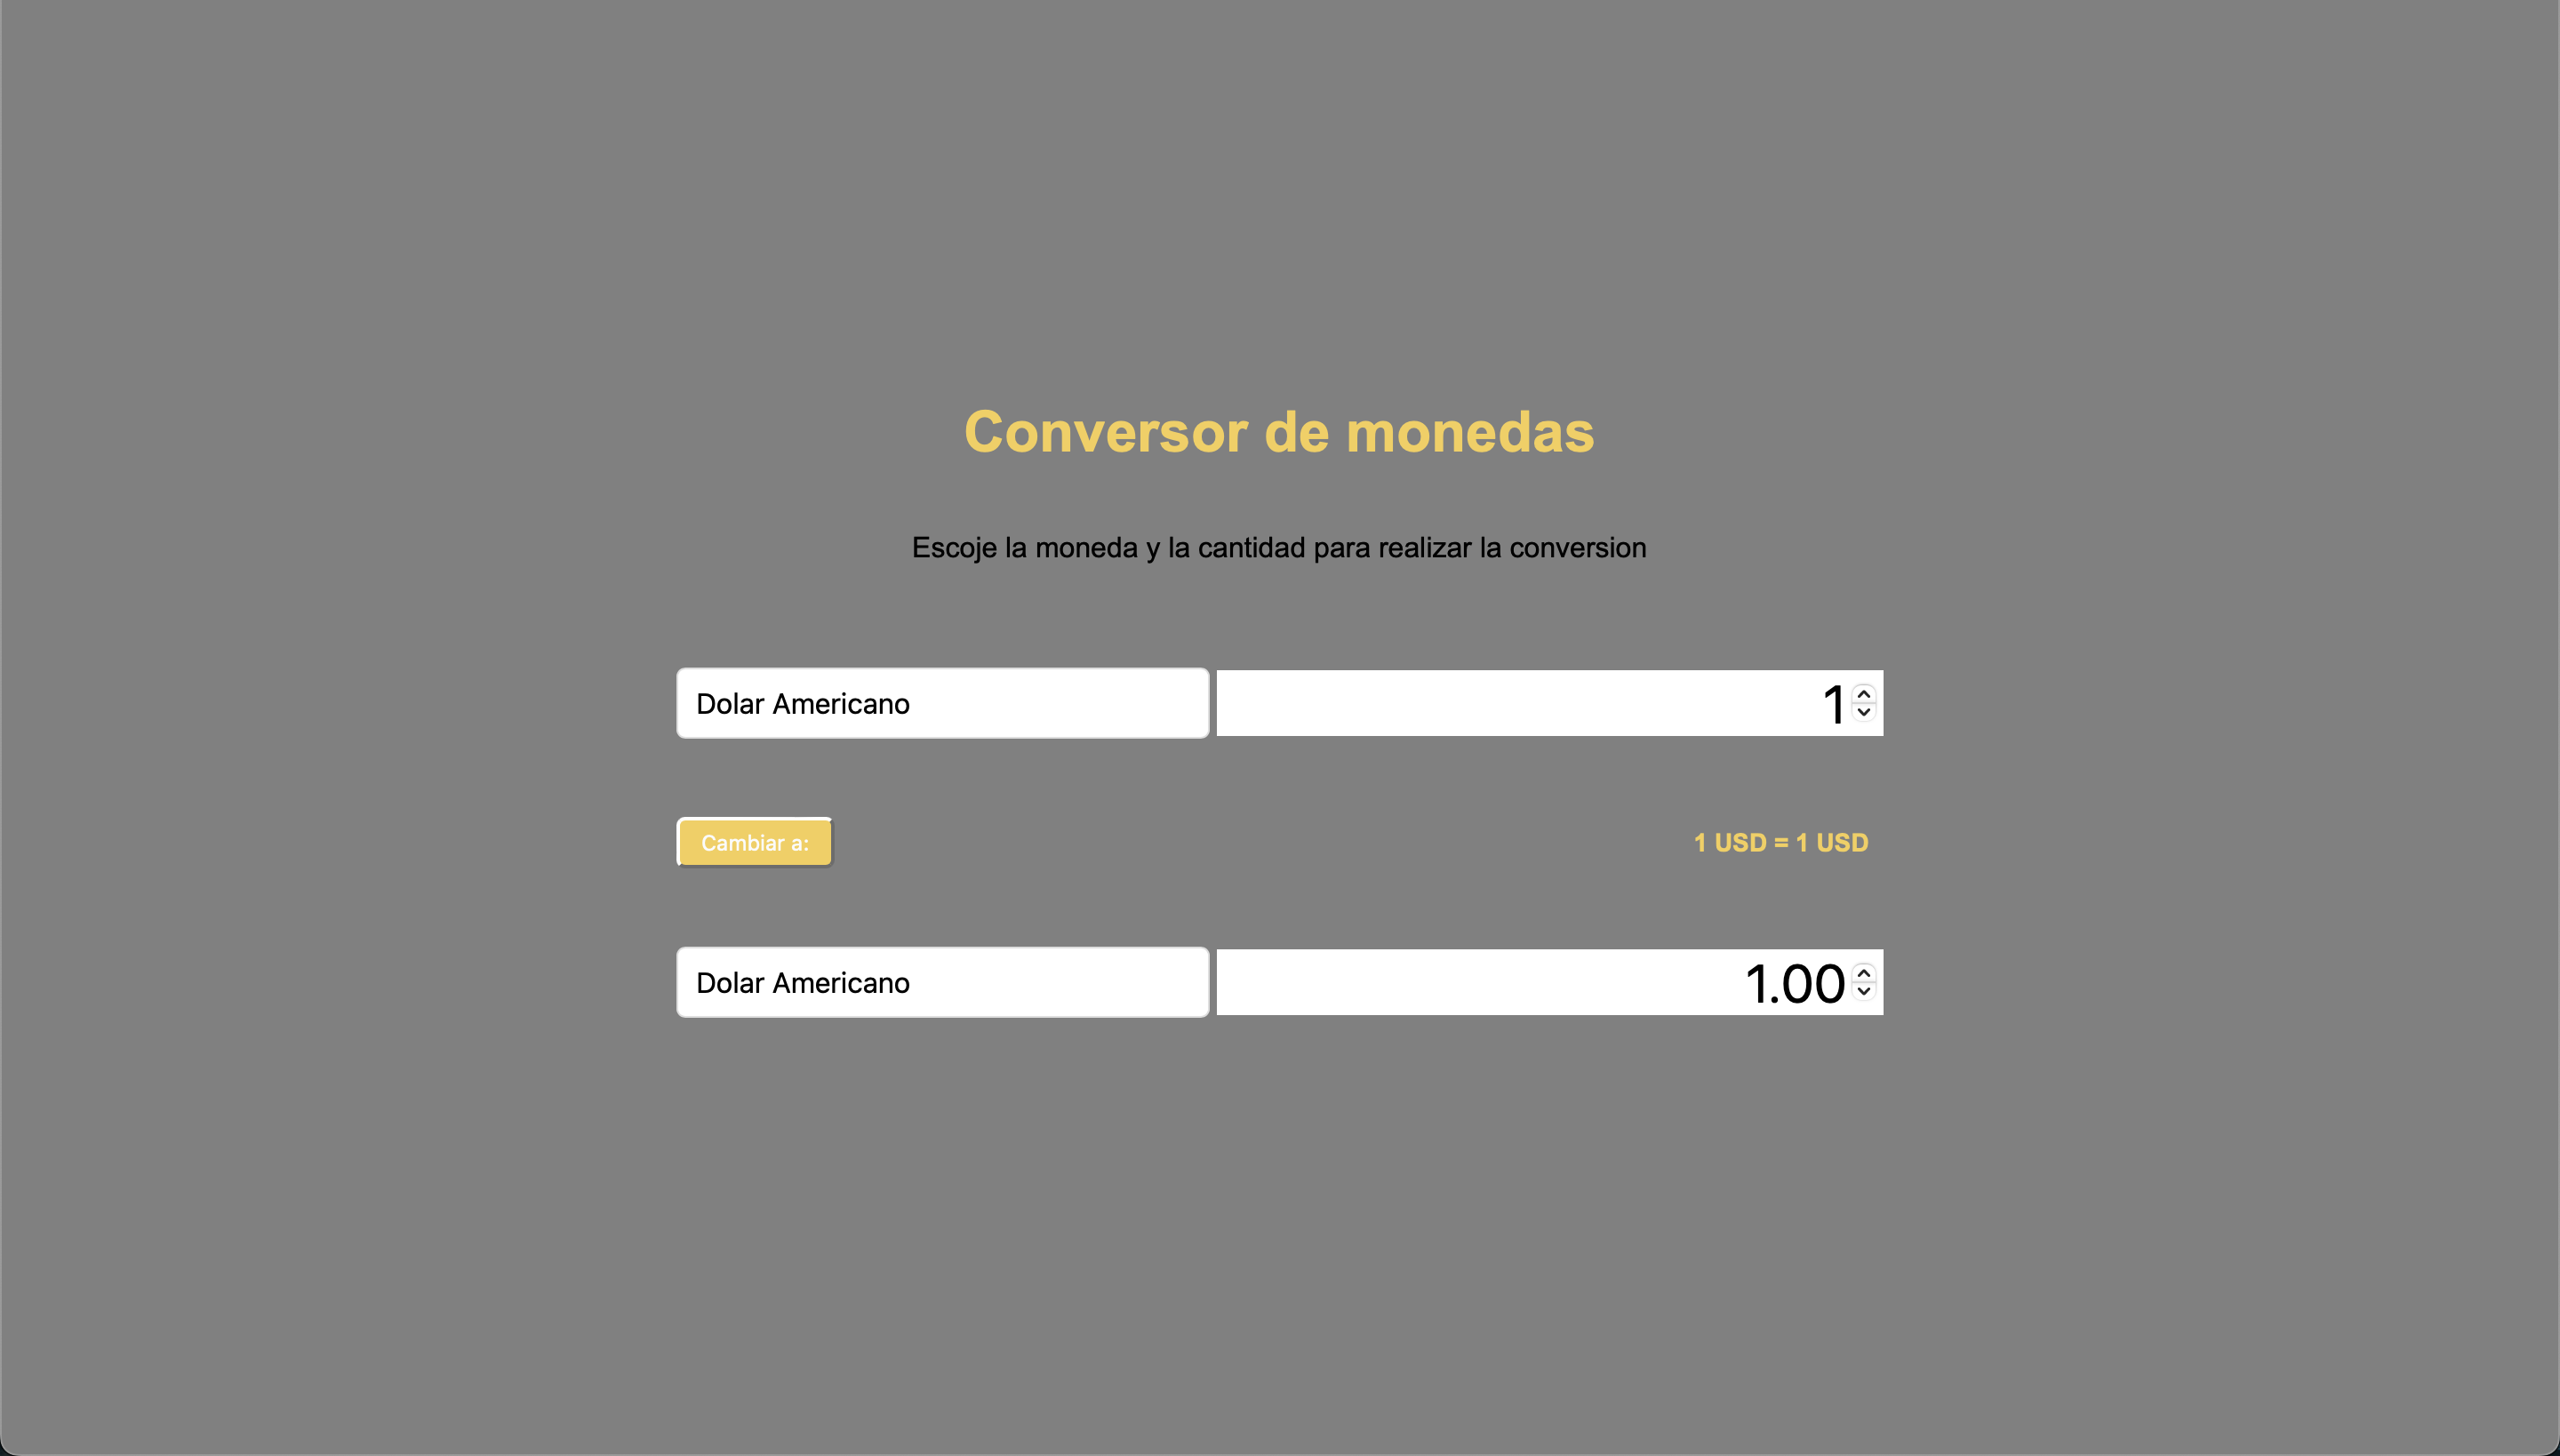 Conversor de monedas
Escoje la moneda y la cantidad para realizar la conversion
Dolar Americano 1
Cambiar a: 1 USD = 1 USD
Dolar Americano 1.00